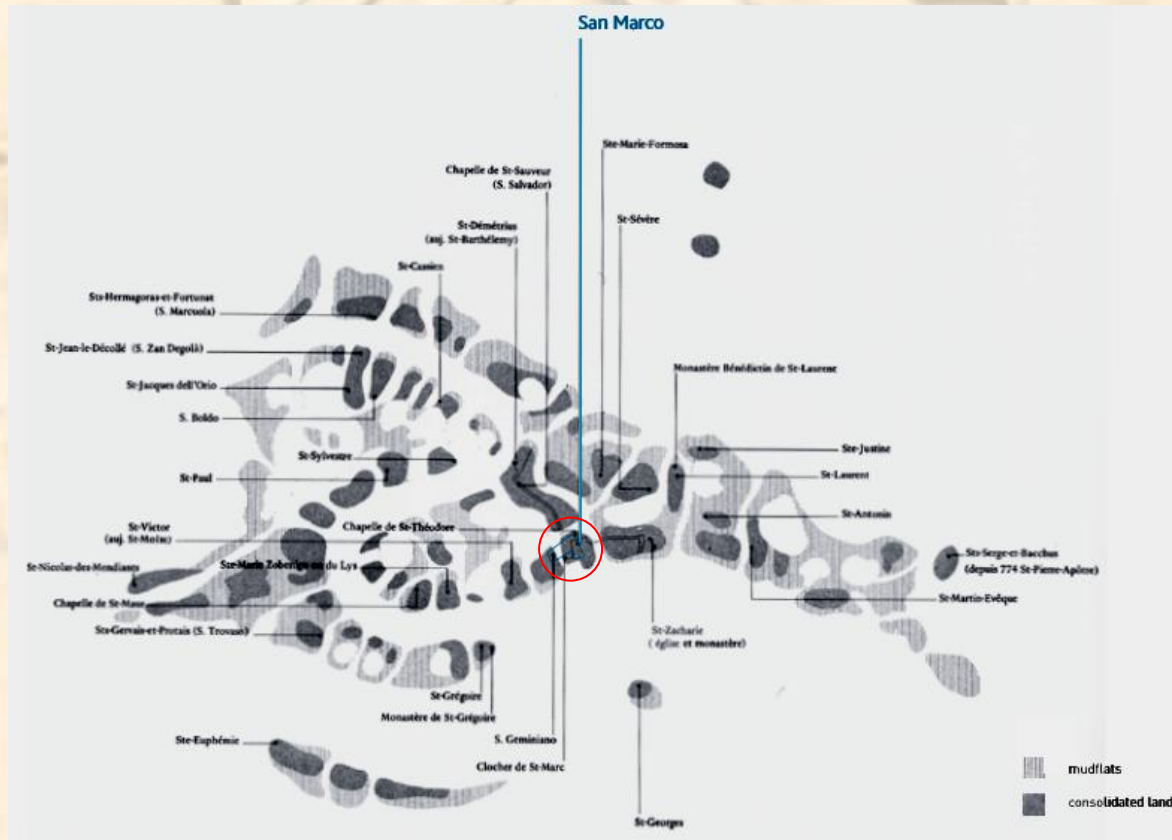 San Marco
Ste-Marie-Formosa
Chapelle de St-Sauveur
(S. Salvador)
St-Sévère
St-Démétrius
(auj. St-Barthélemy)
St-Cassien
Sts-Hermagoras-et-Fortunat
(S. Marcuola)
St-Jean-le-Décollé (S. Zan Degolà)
Monastère Bénédictin de St-Laurent
St-Jacques dell'Orio
S. Boldo
Ste-Justine
St-Sylvestre
St-Paul
St-Laurent
St-Antonin
Chapelle de St-Théodore
St-Victor
(auj. St-Moïse)
Sts-Serge-et-Bacchus
(depuis 774 St-Pierre-Apôtre)
St-Nicolas-des-Mendiants
Ste-Marie Zobenigo ou du Lys
Chapelle de St-Maur
St-Martin-Evêque
Sts-Gervais-et-Protais (S. Trovaso)
St-Zacharie
( église et monastère)
St-Grégoire
Monastère de St-Grégoire
S. Geminiano
Ste-Euphémie
Clocher de St-Marc
St-Georges
mudflats
consolidated land